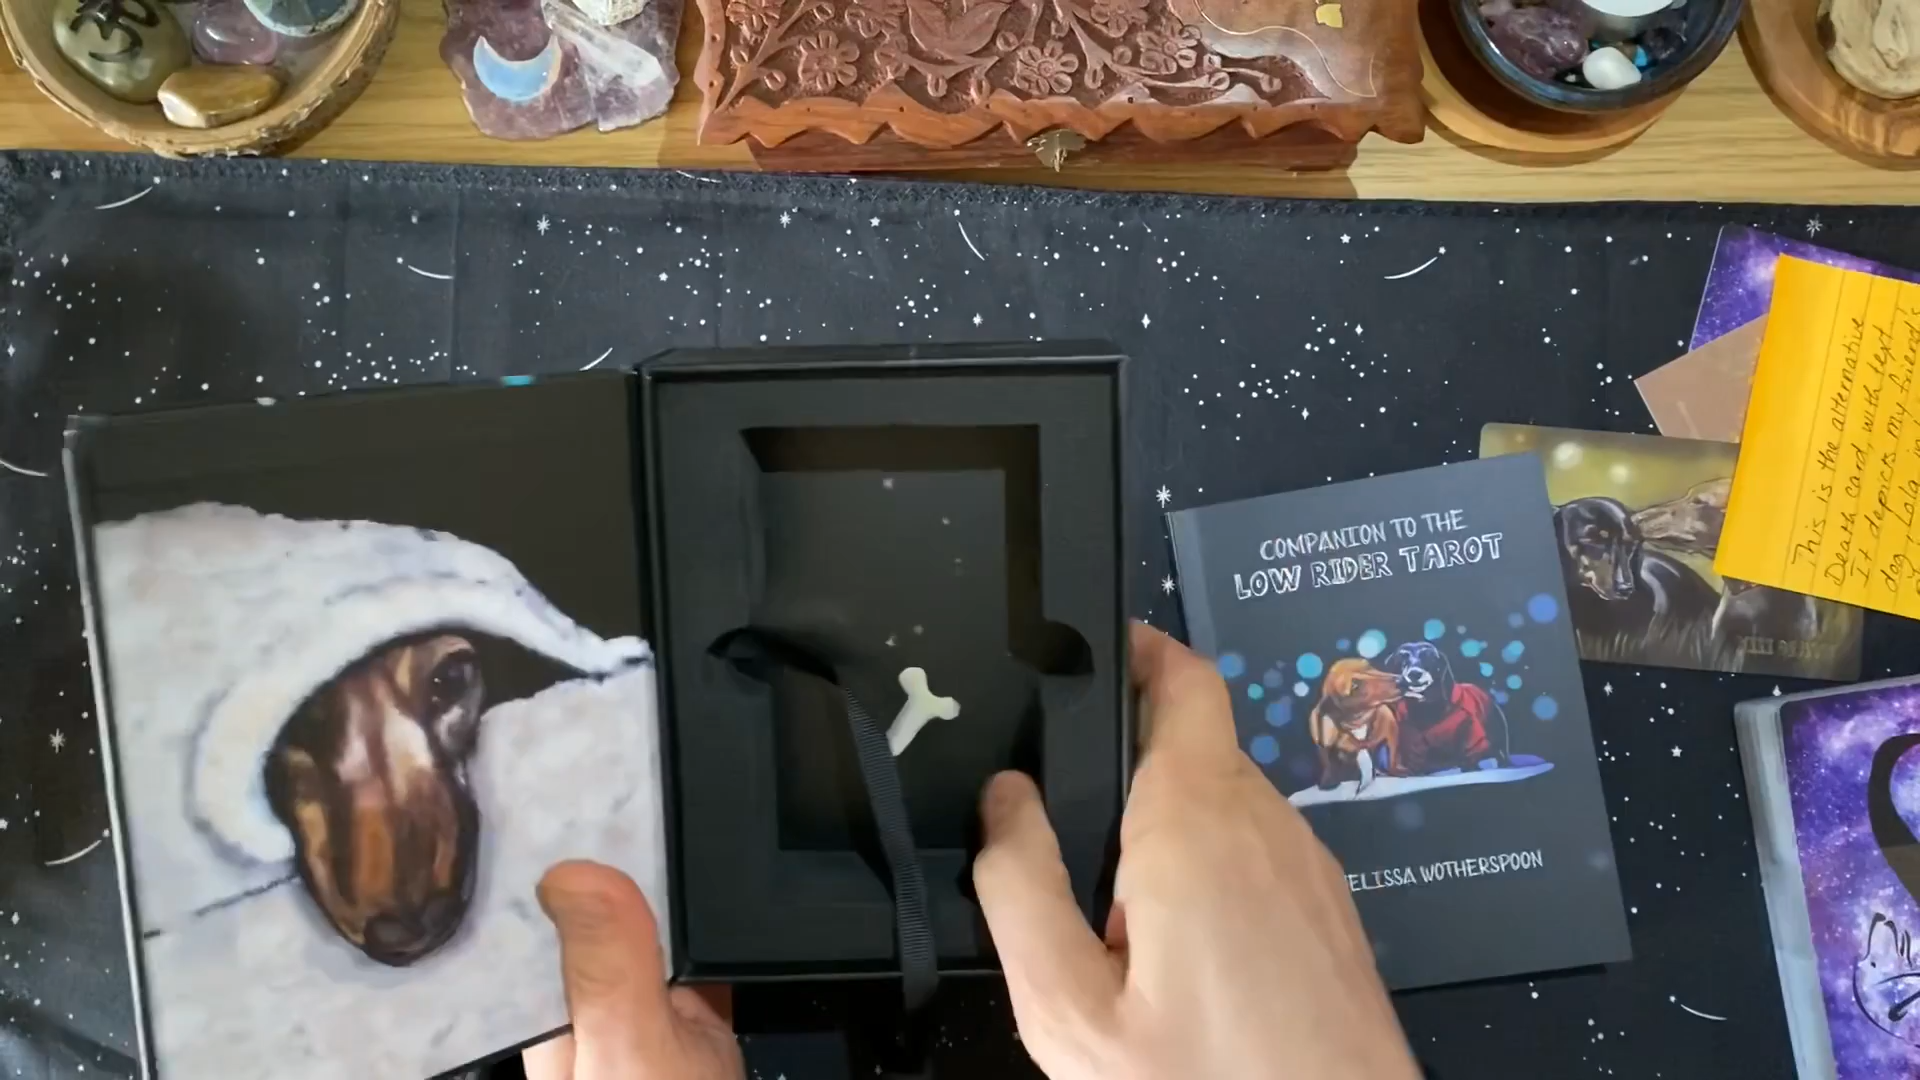 COMPANION TO THE
LOW RIDER TAROT
ELISSA WOTHERSPOON
This is the alternative
Death card, with text
It depicts my friend's
dog Lola